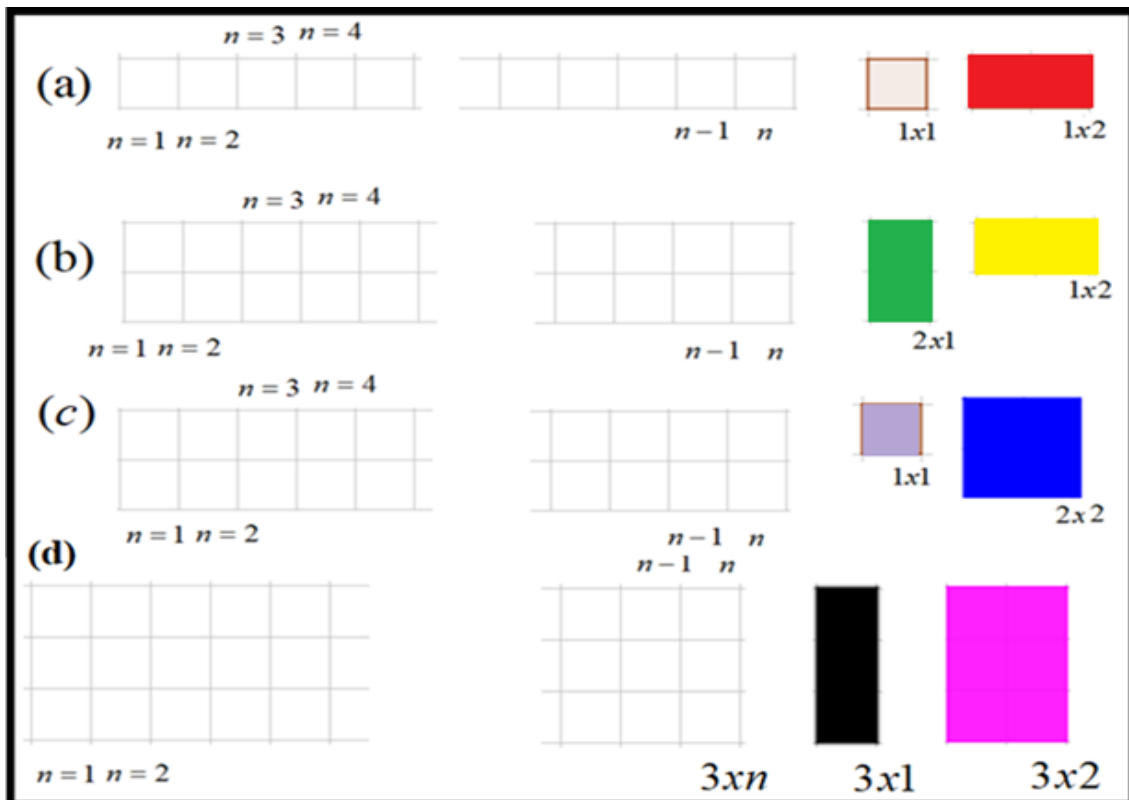 n = 3 n = 4
(a)
n = 1 n = 2
n − 1 n
1x1
1x2
n = 3 n = 4
(b)
n = 1 n = 2
n − 1 n
2x1
1x2
n = 3 n = 4
(c)
n = 1 n = 2
n − 1 n
1x1
2x2
(d)
n − 1 n
n = 1 n = 2
3xn
3x1
3x2